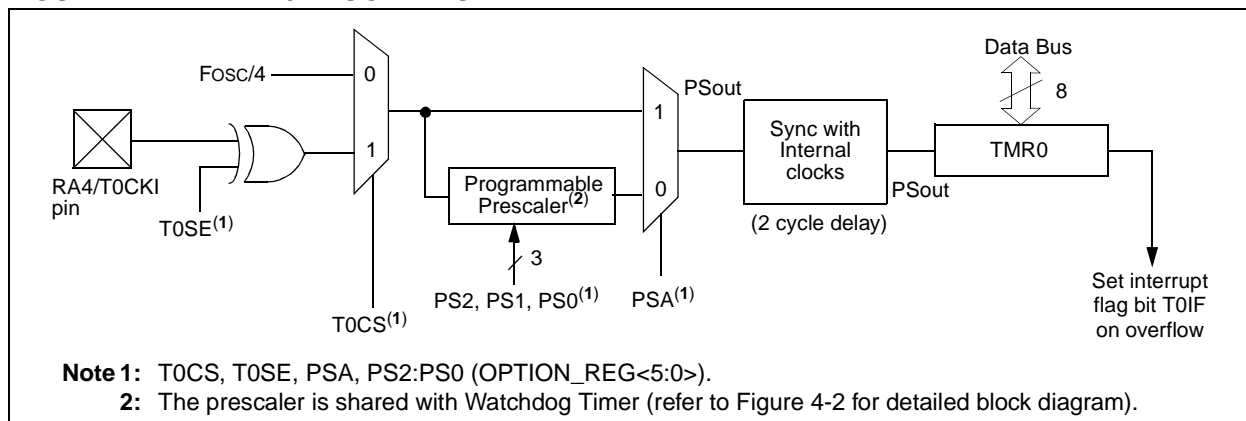 Data Bus
FOSC/4
0
PSout
8
1
1
Sync with
Internal
clocks
TMR0
RA4/T0CKI
pin
Programmable
Prescaler(2)
0
PSout
T0SE(1)
(2 cycle delay)
3
PS2, PS1, PS0(1)
PSA(1)
Set interrupt
flag bit T0IF
on overflow
T0CS(1)
Note 1: T0CS, T0SE, PSA, PS2:PS0 (OPTION_REG<5:0>).
2: The prescaler is shared with Watchdog Timer (refer to Figure 4-2 for detailed block diagram).